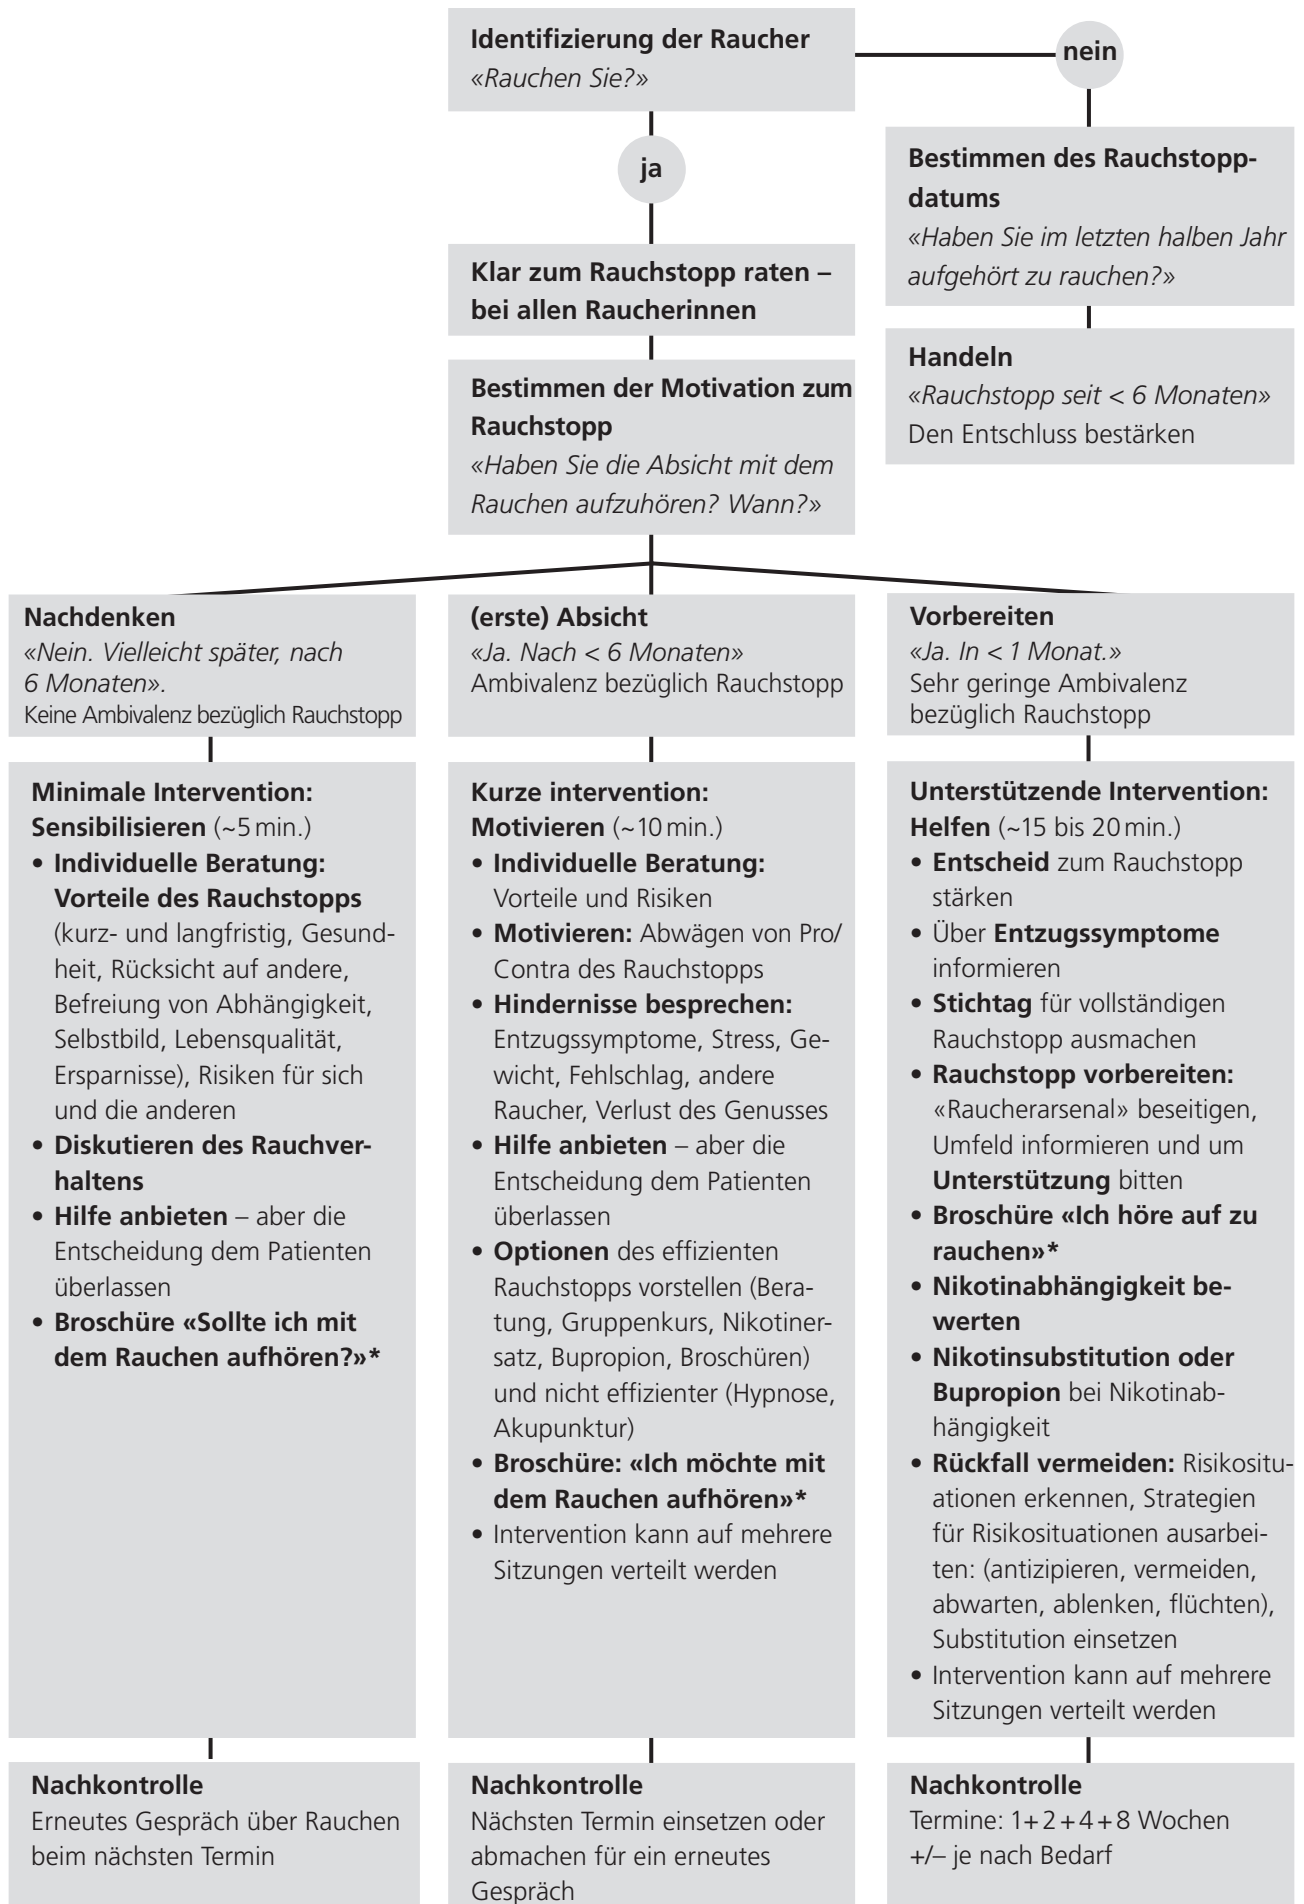 Identifizierung der Raucher
«Rauchen Sie?»
nein
ja
Bestimmen des Rauchstopp-
datums
«Haben Sie im letzten halben Jahr
aufgehört zu rauchen?»
Klar zum Rauchstopp raten –
bei allen Raucherinnen
Handeln
«Rauchstopp seit < 6 Monaten»
Den Entschluss bestärken
Bestimmen der Motivation zum
Rauchstopp
«Haben Sie die Absicht mit dem
Rauchen aufzuhören? Wann?»
Nachdenken
«Nein. Vielleicht später, nach
6 Monaten».
Keine Ambivalenz bezüglich Rauchstopp
(erste) Absicht
«Ja. Nach < 6 Monaten»
Ambivalenz bezüglich Rauchstopp
Vorbereiten
«Ja. In < 1 Monat.»
Sehr geringe Ambivalenz
bezüglich Rauchstopp
Minimale Intervention:
Sensibilisieren (~5 min.)
• Individuelle Beratung:
Vorteile des Rauchstopps
(kurz- und langfristig, Gesund-
heit, Rücksicht auf andere,
Befreiung von Abhängigkeit,
Selbstbild, Lebensqualität,
Ersparnisse), Risiken für sich
und die anderen
• Diskutieren des Rauchver-
haltens
• Hilfe anbieten – aber die
Entscheidung dem Patienten
überlassen
• Broschüre «Sollte ich mit
dem Rauchen aufhören?»*
Kurze intervention:
Motivieren (~10 min.)
• Individuelle Beratung:
Vorteile und Risiken
• Motivieren: Abwägen von Pro/
Contra des Rauchstopps
• Hindernisse besprechen:
Entzugssymptome, Stress, Ge-
wicht, Fehlschlag, andere
Raucher, Verlust des Genusses
• Hilfe anbieten – aber die
Entscheidung dem Patienten
überlassen
• Optionen des effizienten
Rauchstopps vorstellen (Bera-
tung, Gruppenkurs, Nikotiner-
satz, Bupropion, Broschüren)
und nicht effizienter (Hypnose,
Akupunktur)
• Broschüre: «Ich möchte mit
dem Rauchen aufhören»*
• Intervention kann auf mehrere
Sitzungen verteilt werden
Unterstützende Intervention:
Helfen (~15 bis 20 min.)
• Entscheid zum Rauchstopp
stärken
• Über Entzugssymptome
informieren
• Stichtag für vollständigen
Rauchstopp ausmachen
• Rauchstopp vorbereiten:
«Raucherarsenal» beseitigen,
Umfeld informieren und um
Unterstützung bitten
• Broschüre «Ich höre auf zu
rauchen»*
• Nikotinabhängigkeit be-
werten
• Nikotinsubstitution oder
Bupropion bei Nikotinab-
hängigkeit
• Rückfall vermeiden: Risikositu-
ationen erkennen, Strategien
für Risikosituationen ausarbei-
ten: (antizipieren, vermeiden,
abwarten, ablenken, flüchten),
Substitution einsetzen
• Intervention kann auf mehrere
Sitzungen verteilt werden
Nachkontrolle
Erneutes Gespräch über Rauchen
beim nächsten Termin
Nachkontrolle
Nächsten Termin einsetzen oder
abmachen für ein erneutes
Gespräch
Nachkontrolle
Termine: 1+2+4+8 Wochen
+/– je nach Bedarf